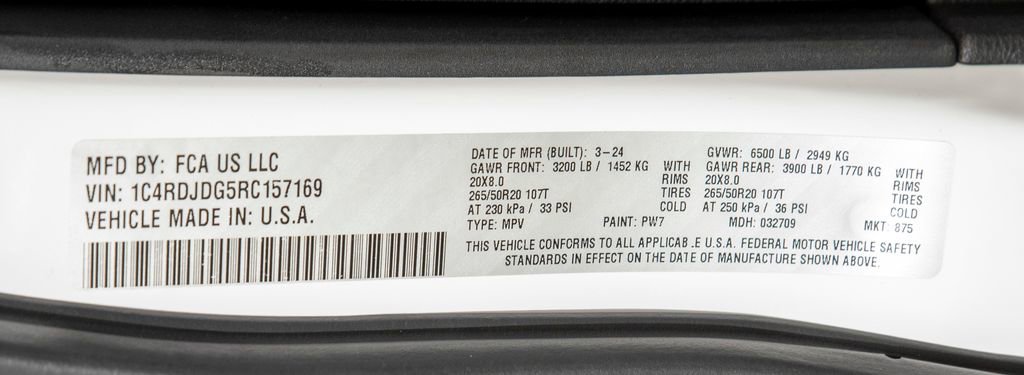 MFD BY: FCA US LLC
VIN: 1C4RDJDG5RC157169
VEHICLE MADE IN: U.S.A.
DATE OF MFR (BUILT): 3-24
GAWR FRONT: 3200 LB / 1452 KG WITH
20X8.0 RIMS
265/50R20 107T TIRES
AT 230 kPa / 33 PSI COLD
TYPE: MPV PAINT: PW7
GVWR: 6500 LB / 2949 KG
GAWR REAR: 3900 LB / 1770 KG WITH
20X8.0 RIMS
265/50R20 107T TIRES
AT 250 kPa / 36 PSI COLD
MDH: 032709 MKT: 875
THIS VEHICLE CONFORMS TO ALL APPLICAB.E U.S.A. FEDERAL MOTOR VEHICLE SAFETY
STANDARDS IN EFFECT ON THE DATE OF MANUFACTURE SHOWN ABOVE.